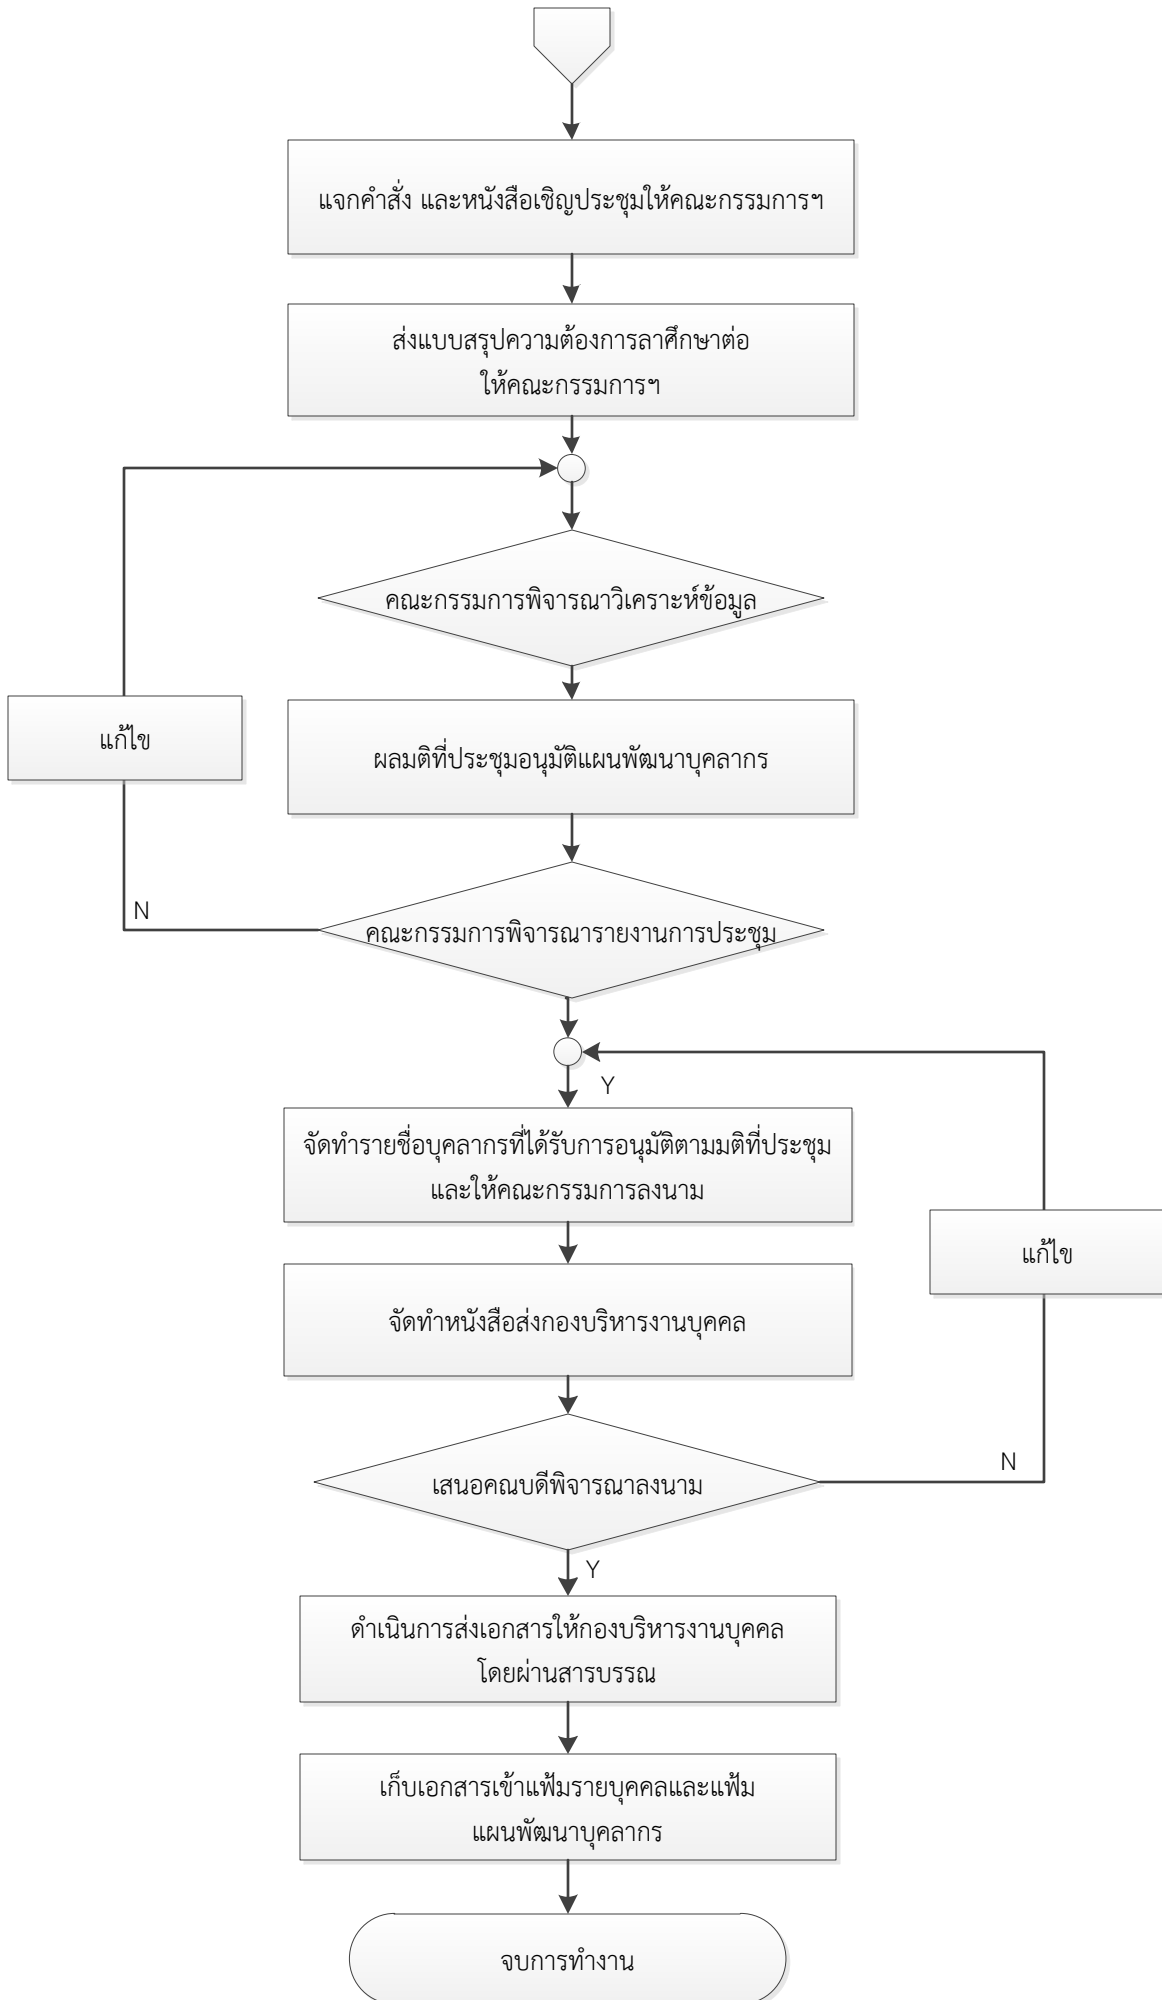 แจกคำสั่ง และหนังสือเชิญประชุมให้คณะกรรมการฯ
ส่งแบบสรุปความต้องการลาศึกษาต่อ
ให้คณะกรรมการฯ
คณะกรรมการพิจารณาวิเคราะห์ข้อมูล
แก้ไข
ผลมติที่ประชุมอนุมัติแผนพัฒนาบุคลากร
N
คณะกรรมการพิจารณารายงานการประชุม
Y
จัดทำรายชื่อบุคลากรที่ได้รับการอนุมัติตามมติที่ประชุม
และให้คณะกรรมการลงนาม
แก้ไข
จัดทำหนังสือส่งกองบริหารงานบุคคล
N
เสนอคณบดีพิจารณาลงนาม
Y
ดำเนินการส่งเอกสารให้กองบริหารงานบุคคล
โดยผ่านสารบรรณ
เก็บเอกสารเข้าแฟ้มรายบุคคลและแฟ้ม
แผนพัฒนาบุคลากร
จบการทำงาน